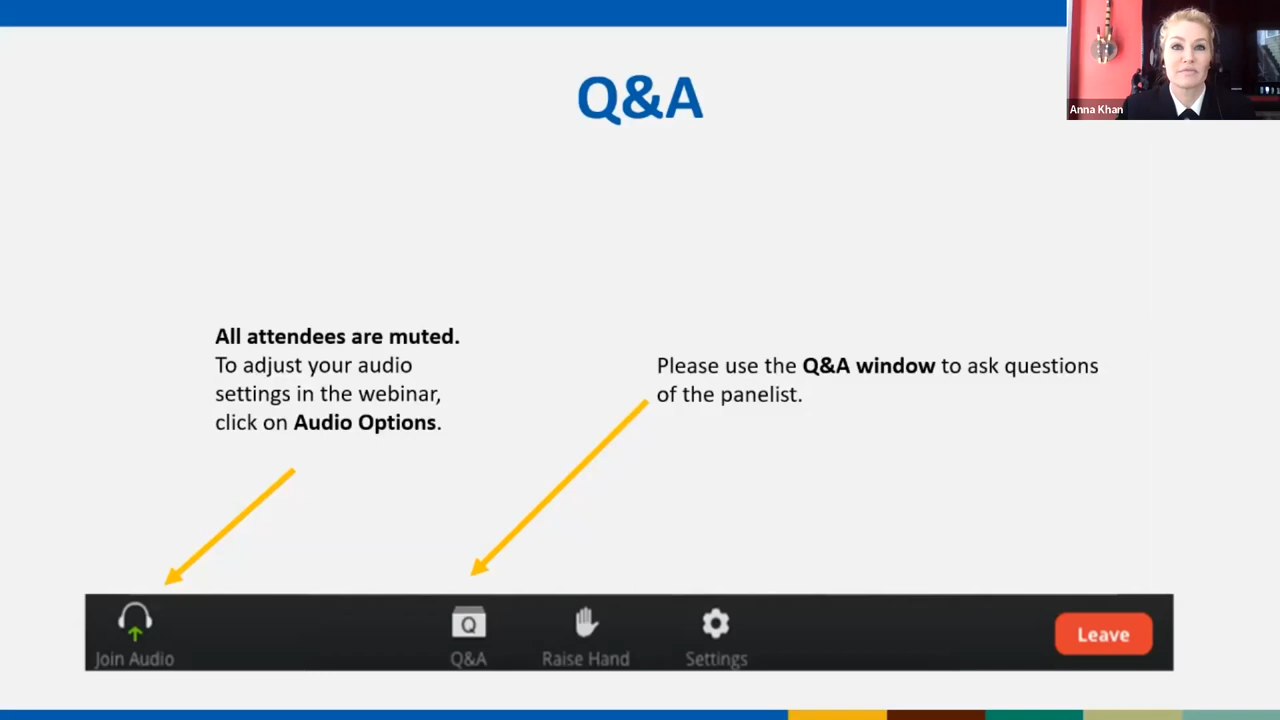 Q&A
Anna Khan
All attendees are muted.
To adjust your audio
settings in the webinar,
click on Audio Options.
Please use the Q&A window to ask questions
of the panelist.
Join Audio
Q
Q&A
Raise Hand
Settings
Leave